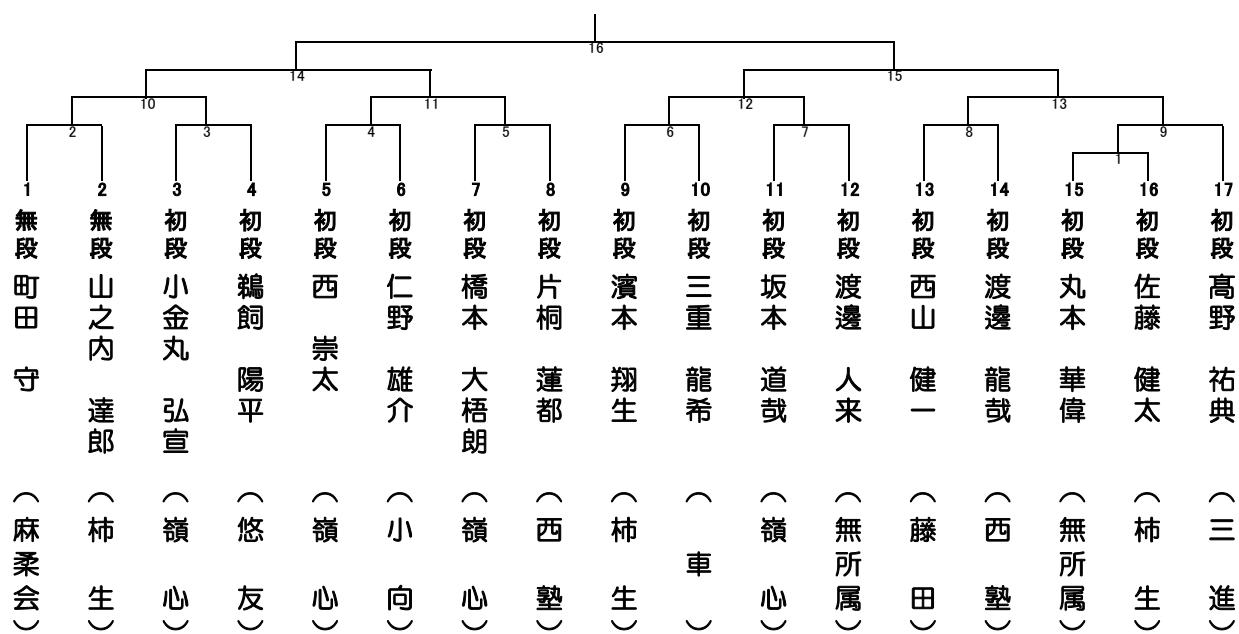 16
14
15
10
11
12
13
2
3
4
5
6
7
8
9
1
1 無段 町田 守 (麻柔会)
2 無段 山之内 達郎 (柿生)
3 初段 小金丸 弘宣 (嶺心)
4 初段 鵜飼 陽平 (悠友)
5 初段 西 崇太 (嶺心)
6 初段 仁野 雄介 (小向)
7 初段 橋本 大梧朗 (嶺心)
8 初段 片桐 蓮都 (西塾)
9 初段 濱本 翔生 (柿生)
10 初段 三重 龍希 (車)
11 初段 坂本 道哉 (嶺心)
12 初段 渡邊 人来 (無所属)
13 初段 西山 健一 (藤田)
14 初段 渡邊 龍哉 (西塾)
15 初段 丸本 華偉 (無所属)
16 初段 佐藤 健太 (柿生)
17 初段 髙野 祐典 (三進)